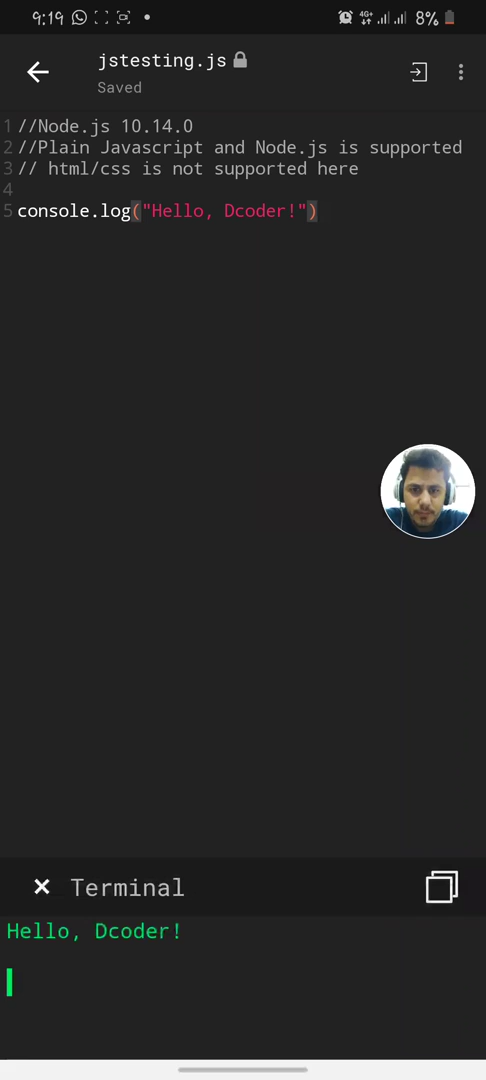 9:19
4G+
8%
jstesting.js
Saved
1 //Node.js 10.14.0
2 //Plain Javascript and Node.js is supported
3 // html/css is not supported here
4
5 console.log("Hello, Dcoder!")
Terminal
Hello, Dcoder!